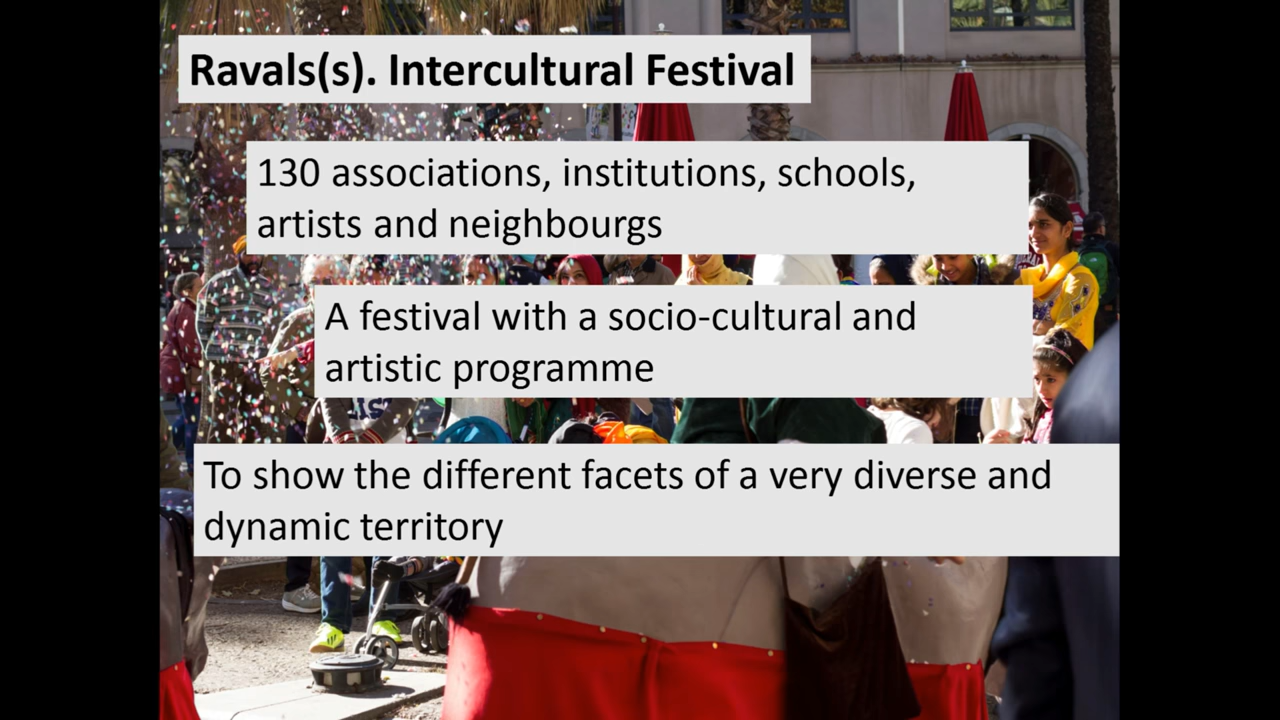 Ravals(s). Intercultural Festival
130 associations, institutions, schools,
artists and neighbourgs
A festival with a socio-cultural and
artistic programme
To show the different facets of a very diverse and
dynamic territory